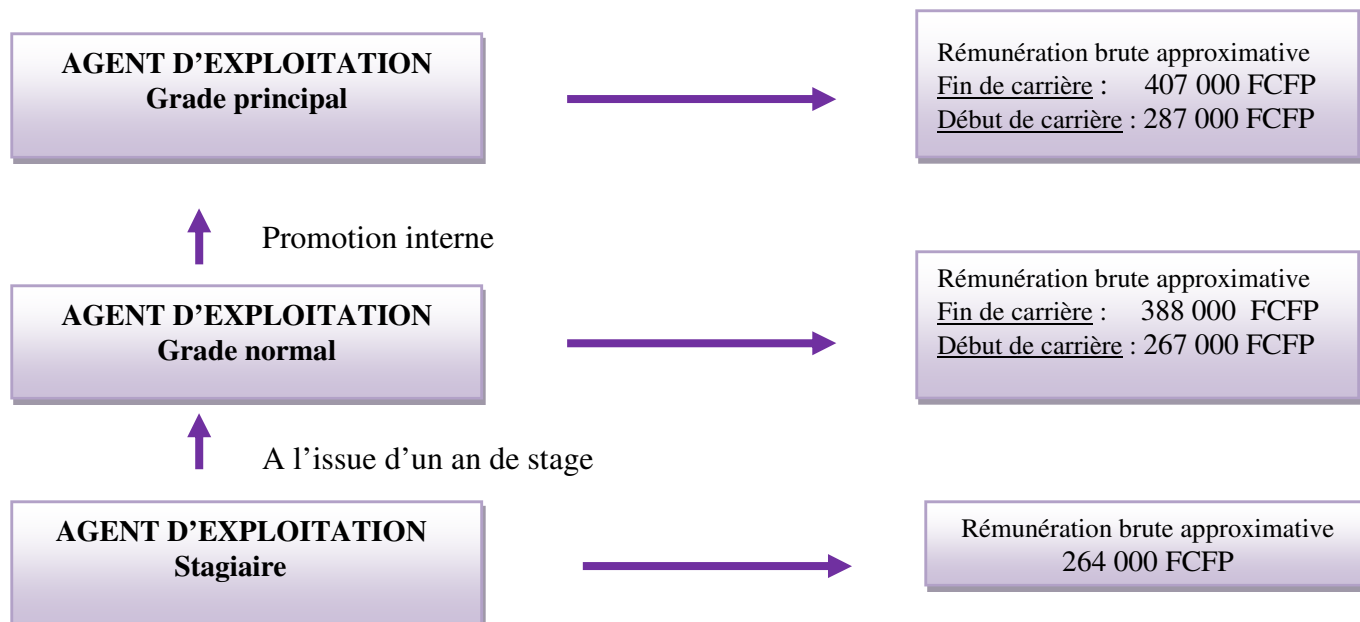 AGENT D’EXPLOITATION
Grade principal
Rémunération brute approximative
Fin de carrière : 407 000 FCFP
Début de carrière : 287 000 FCFP
Promotion interne
AGENT D’EXPLOITATION
Grade normal
Rémunération brute approximative
Fin de carrière : 388 000 FCFP
Début de carrière : 267 000 FCFP
A l’issue d’un an de stage
AGENT D’EXPLOITATION
Stagiaire
Rémunération brute approximative
264 000 FCFP